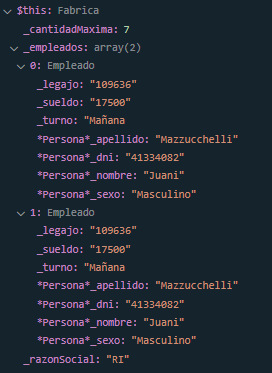 $this: Fabrica
_cantidadMaxima: 7
_empleados: array(2)
0: Empleado
_legajo: "109636"
_sueldo: "17500"
_turno: "Mañana
*Persona*_apellido: "Mazzucchelli"
*Persona*_dni: "41334082"
*Persona*_nombre: "Juani"
*Persona*_sexo: "Masculino"
1: Empleado
_legajo: "109636"
_sueldo: "17500"
_turno: "Mañana
*Persona*_apellido: "Mazzucchelli"
*Persona*_dni: "41334082"
*Persona*_nombre: "Juani"
*Persona*_sexo: "Masculino"
_razonSocial: "RI"